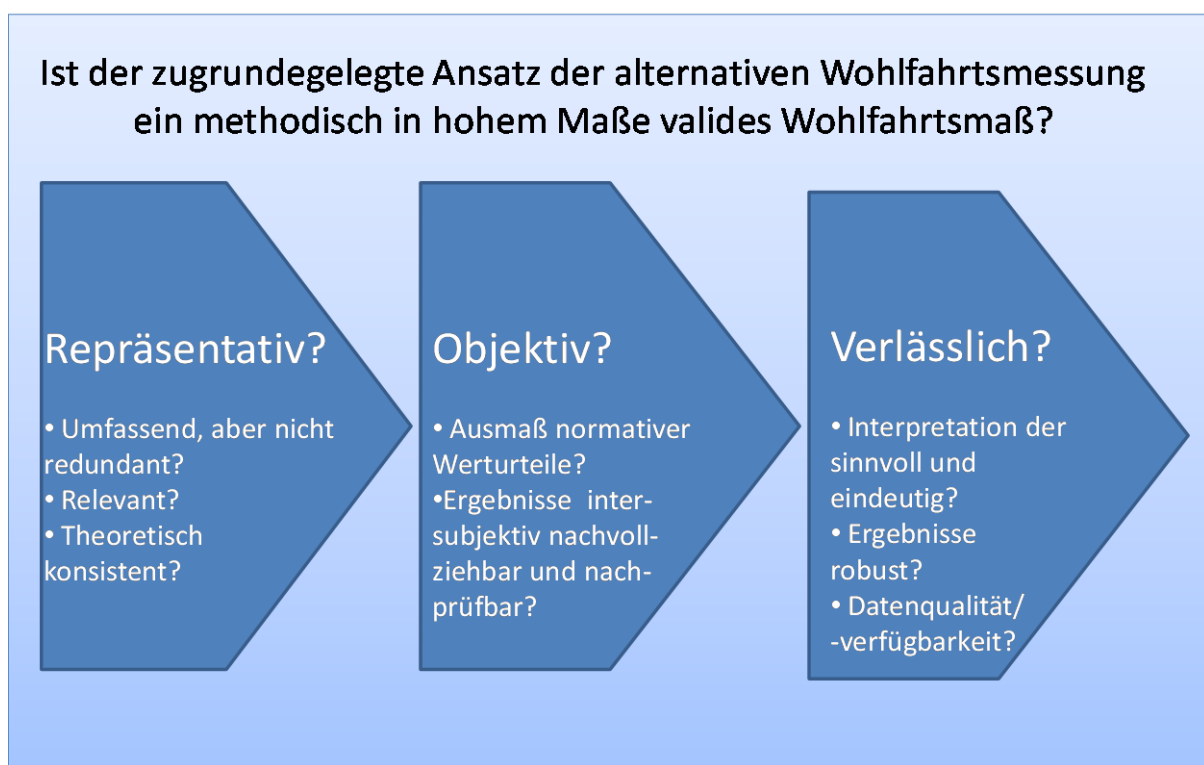 Ist der zugrundegelegte Ansatz der alternativen Wohlfahrtsmessung
ein methodisch in hohem Maße valides Wohlfahrtsmaß?
Repräsentativ?
• Umfassend, aber nicht
redundant?
• Relevant?
• Theoretisch
konsistent?
Objektiv?
• Ausmaß normativer
Werturteile?
•Ergebnisse inter-
subjektiv nachvoll-
ziehbar und nach-
prüfbar?
Verlässlich?
• Interpretation der
sinnvoll und
eindeutig?
• Ergebnisse
robust?
• Datenqualität/
-verfügbarkeit?